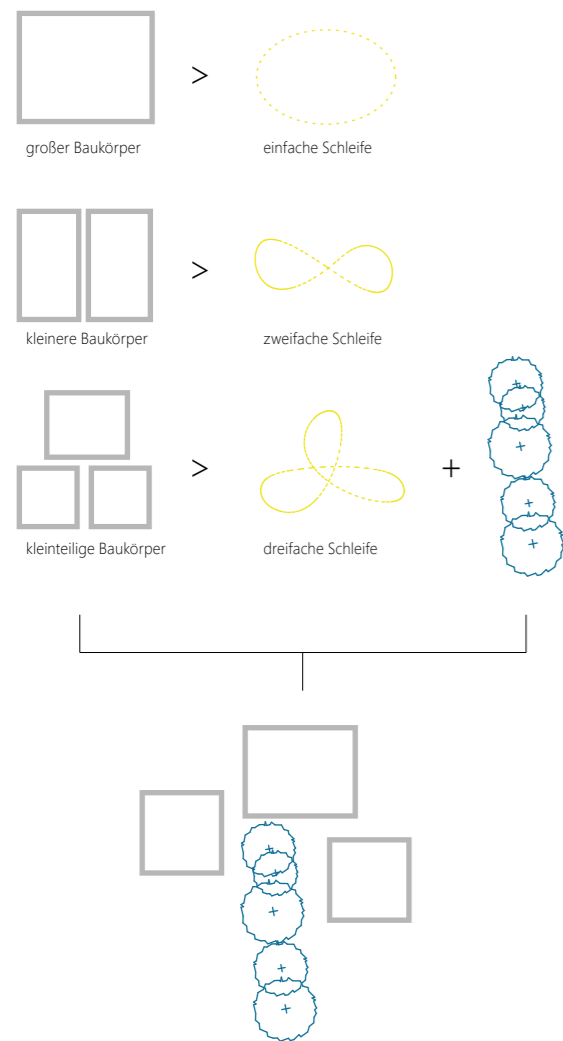 >
großer Baukörper einfache Schleife
>
kleinere Baukörper zweifache Schleife
> +
kleinteilige Baukörper dreifache Schleife